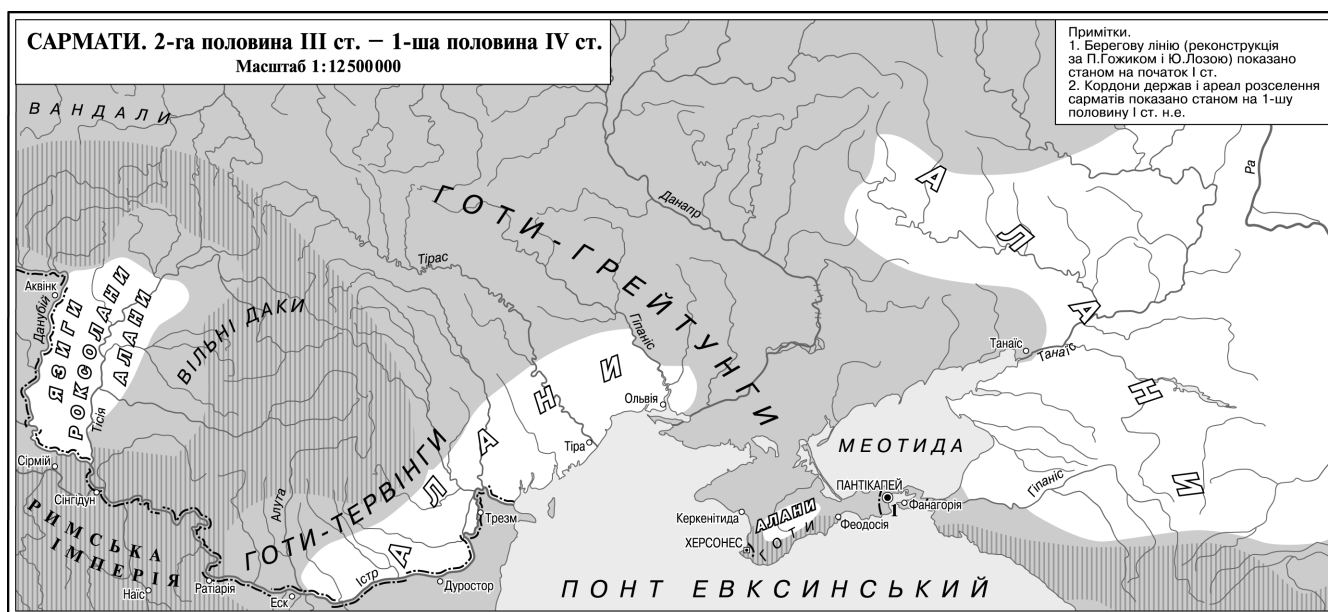 САРМАТИ. 2-га половина III ст. – 1-ша половина IV ст.
Масштаб 1:12500000
Примітки.
1. Берегову лінію (реконструкція
за П.Гожиком і Ю.Лозою) показано
станом на початок I ст.
2. Кордони держав і ареал розселення
сарматів показано станом на 1-шу
половину I ст. н.е.
ВАНДАЛИ
ГОТИ-ГРЕЙТУНГИ
Данапр
АЛАНИ
Ра
Тірас
Аквінк
Данубій
ЯЗИГИ
РОКСОЛАНИ
АЛАНИ
Тісія
ВІЛЬНІ ДАКИ
Гіпаніс
Танаїс
Танаїс
Ольвія
Тіра
АЛАНИ
МЕОТИДА
ГОТИ-ТЕРВІНГИ
Сірмій
Сінгідун
Алута
Трезм
ПАНТІКАПЕЙ
1
Фанагорія
Гіпаніс
Керкенітида
АЛАНИ
ГОТИ
Феодосія
ХЕРСОНЕС
РИМСЬКА
ІМПЕРІЯ
Наїс
Ратіарія
Еск
Істр
Дуростор
ПОНТ ЕВКСИНСЬКИЙ